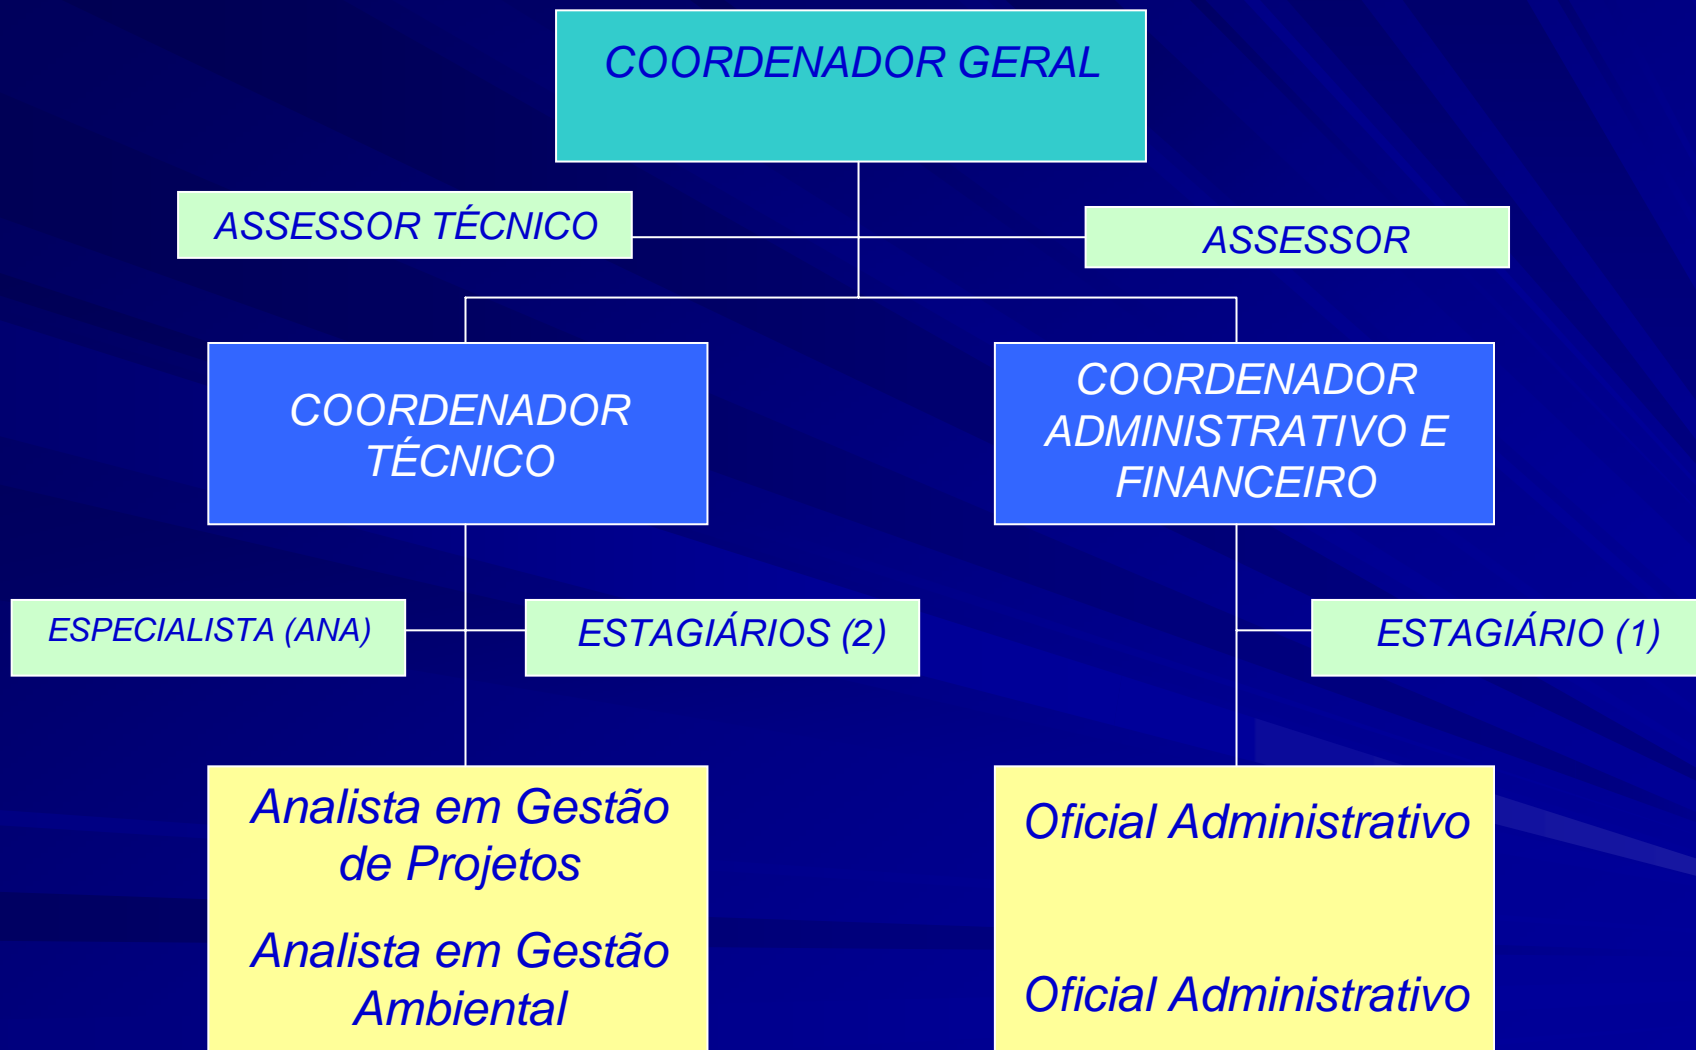 COORDENADOR GERAL
ASSESSOR TÉCNICO
ASSESSOR
COORDENADOR
TÉCNICO
COORDENADOR
ADMINISTRATIVO E
FINANCEIRO
ESPECIALISTA (ANA)
ESTAGIÁRIOS (2)
ESTAGIÁRIO (1)
Analista em Gestão
de Projetos
Analista em Gestão
Ambiental
Oficial Administrativo
Oficial Administrativo